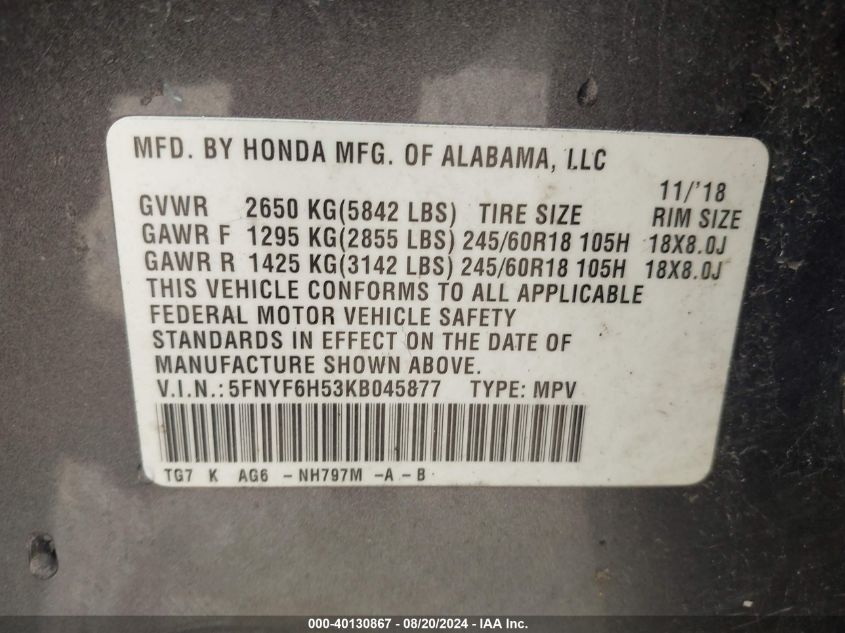 MFD. BY HONDA MFG. OF ALABAMA, LLC
11/'18
GVWR 2650 KG(5842 LBS) TIRE SIZE RIM SIZE
GAWR F 1295 KG(2855 LBS) 245/60R18 105H 18X8.0J
GAWR R 1425 KG(3142 LBS) 245/60R18 105H 18X8.0J
THIS VEHICLE CONFORMS TO ALL APPLICABLE
FEDERAL MOTOR VEHICLE SAFETY
STANDARDS IN EFFECT ON THE DATE OF
MANUFACTURE SHOWN ABOVE.
V.I.N.: 5FNYF6H53KB045877 TYPE: MPV
TG7 K AG6 -NH797M -A -B
000-40130867 - 08/20/2024 - IAA Inc.